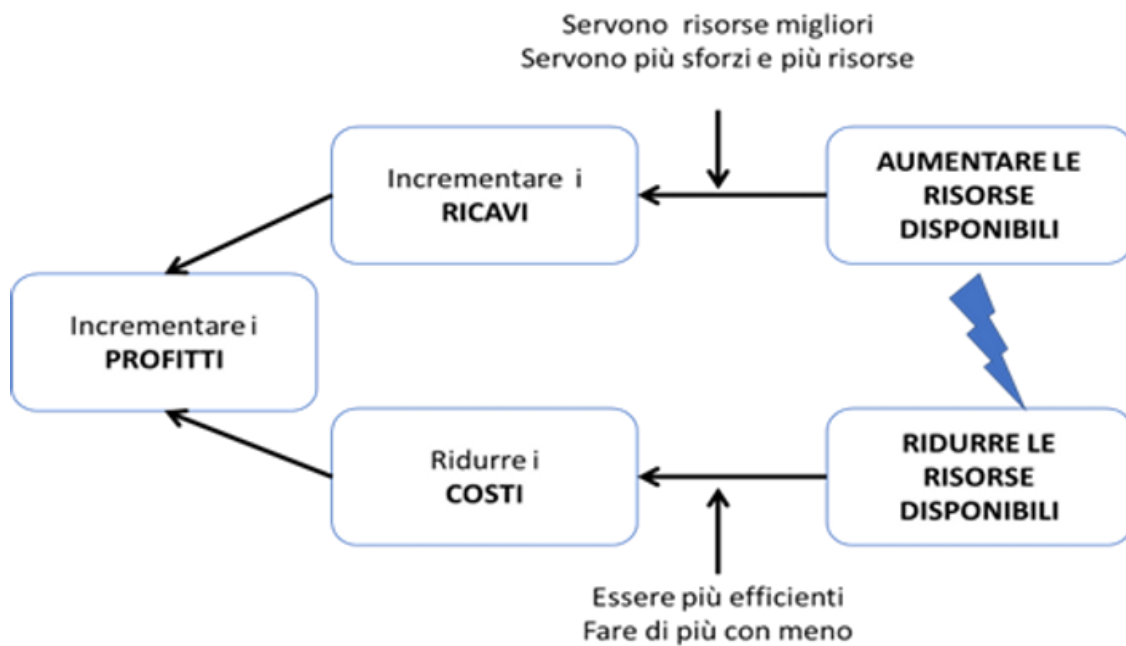 Servono risorse migliori
Servono più sforzi e più risorse
Incrementare i
RICAVI
AUMENTARE LE
RISORSE
DISPONIBILI
Incrementare i
PROFITTI
Ridurre i
COSTI
RIDURRE LE
RISORSE
DISPONIBILI
Essere più efficienti
Fare di più con meno